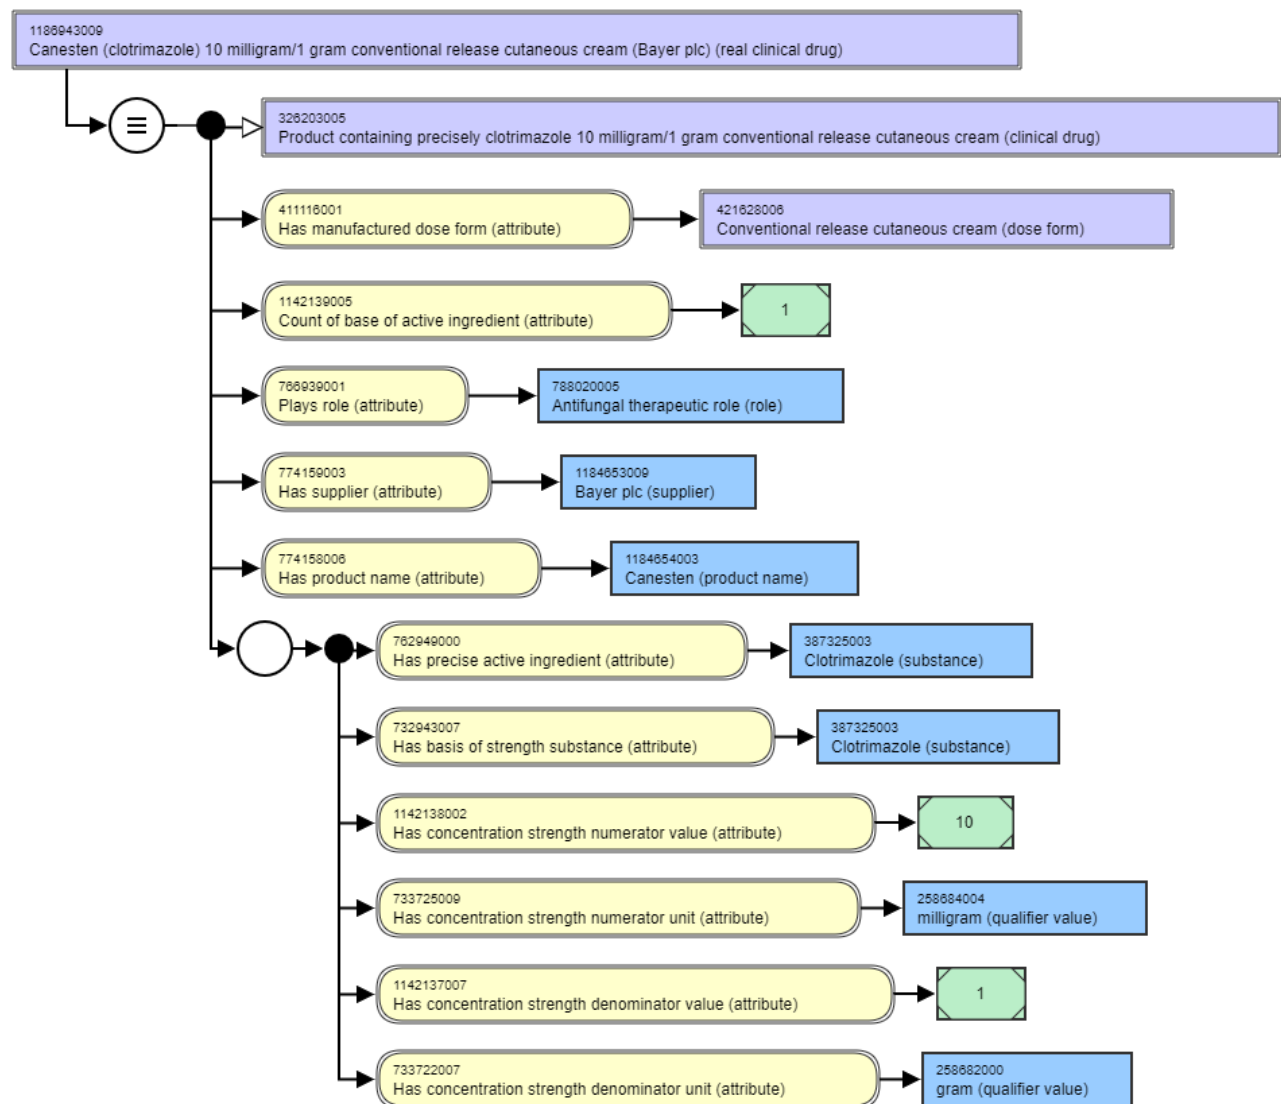 1186943009
Canesten (clotrimazole) 10 milligram/1 gram conventional release cutaneous cream (Bayer plc) (real clinical drug)
326203005
Product containing precisely clotrimazole 10 milligram/1 gram conventional release cutaneous cream (clinical drug)
411116001
Has manufactured dose form (attribute)
421628006
Conventional release cutaneous cream (dose form)
1142139005
Count of base of active ingredient (attribute)
1
766939001
Plays role (attribute)
788020005
Antifungal therapeutic role (role)
774159003
Has supplier (attribute)
1184653009
Bayer plc (supplier)
774158006
Has product name (attribute)
1184654003
Canesten (product name)
762949000
Has precise active ingredient (attribute)
387325003
Clotrimazole (substance)
732943007
Has basis of strength substance (attribute)
387325003
Clotrimazole (substance)
1142138002
Has concentration strength numerator value (attribute)
10
733725009
Has concentration strength numerator unit (attribute)
258684004
milligram (qualifier value)
1142137007
Has concentration strength denominator value (attribute)
1
733722007
Has concentration strength denominator unit (attribute)
258682000
gram (qualifier value)